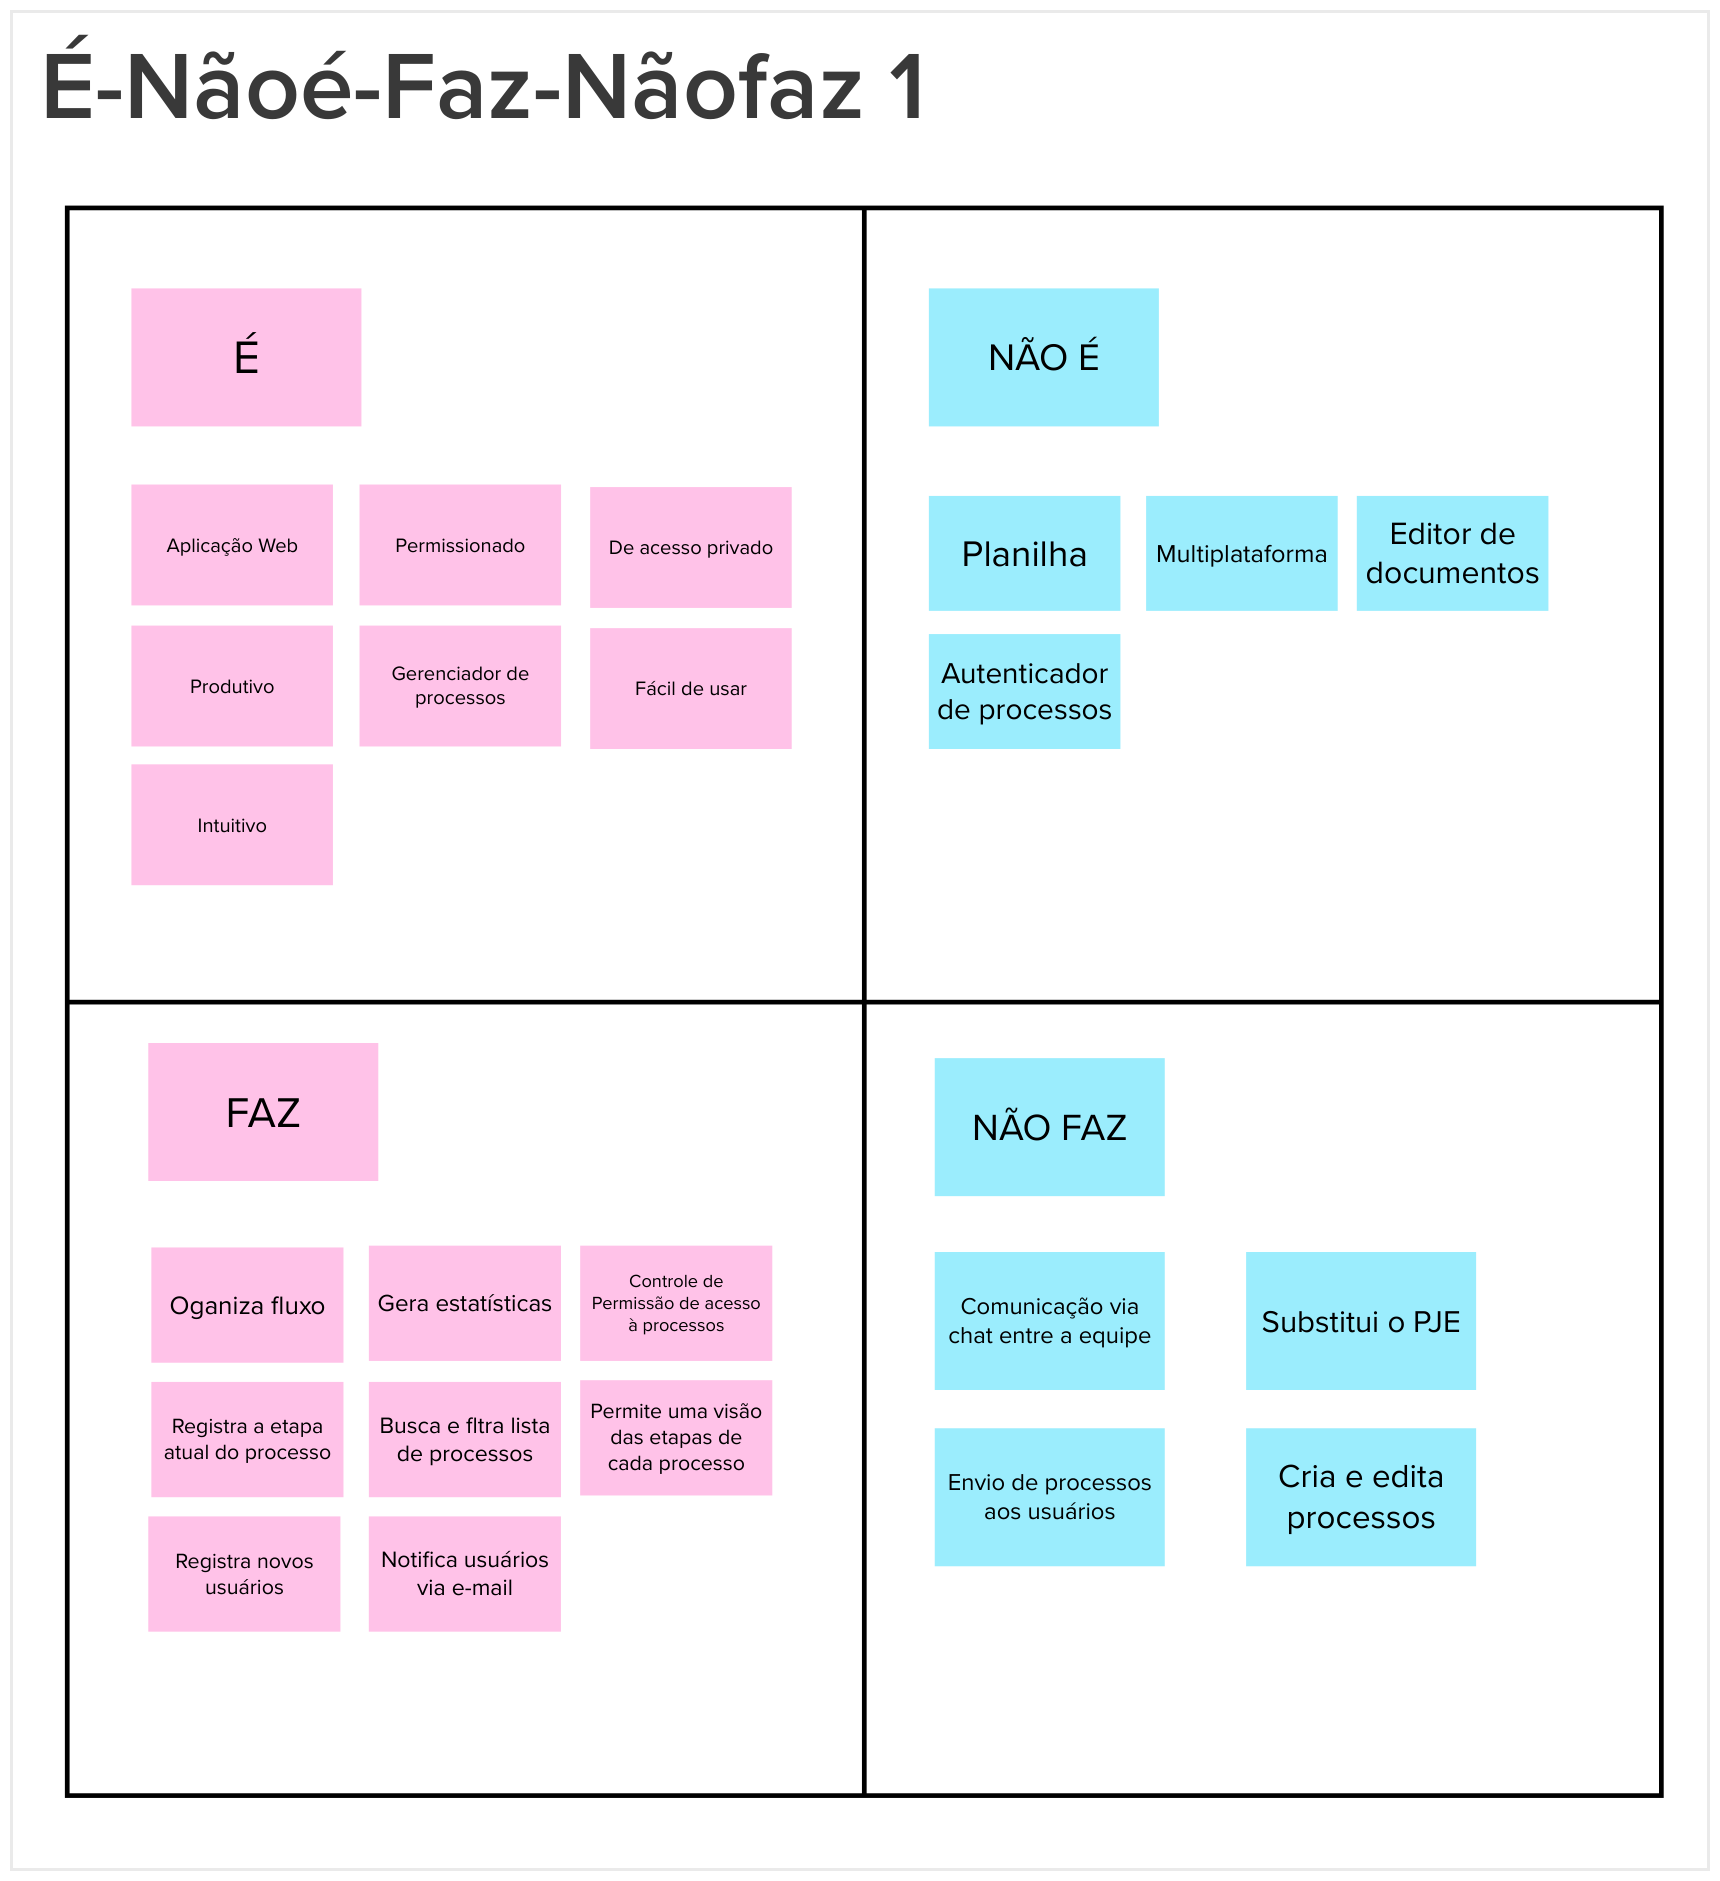 É-Nãoé-Faz-Nãofaz 1
É
Aplicação Web
Permissionado
De acesso privado
Produtivo
Gerenciador de
processos
Fácil de usar
Intuitivo
NÃO É
Planilha
Multiplataforma
Editor de
documentos
Autenticador
de processos
FAZ
Oganiza fluxo
Gera estatísticas
Controle de
Permissão de acesso
à processos
Registra a etapa
atual do processo
Busca e fltra lista
de processos
Permite uma visão
das etapas de
cada processo
Registra novos
usuários
Notifica usuários
via e-mail
NÃO FAZ
Comunicação via
chat entre a equipe
Substitui o PJE
Envio de processos
aos usuários
Cria e edita
processos